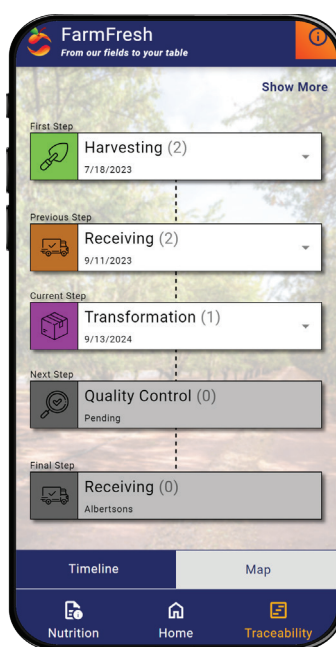 FarmFresh
From our fields to your table
Show More
First Step
Harvesting (2)
7/18/2023
Previous Step
Receiving (2)
9/11/2023
Current Step
Transformation (1)
9/13/2024
Next Step
Quality Control (0)
Pending
Final Step
Receiving (0)
Albertsons
Timeline Map
Nutrition Home Traceability